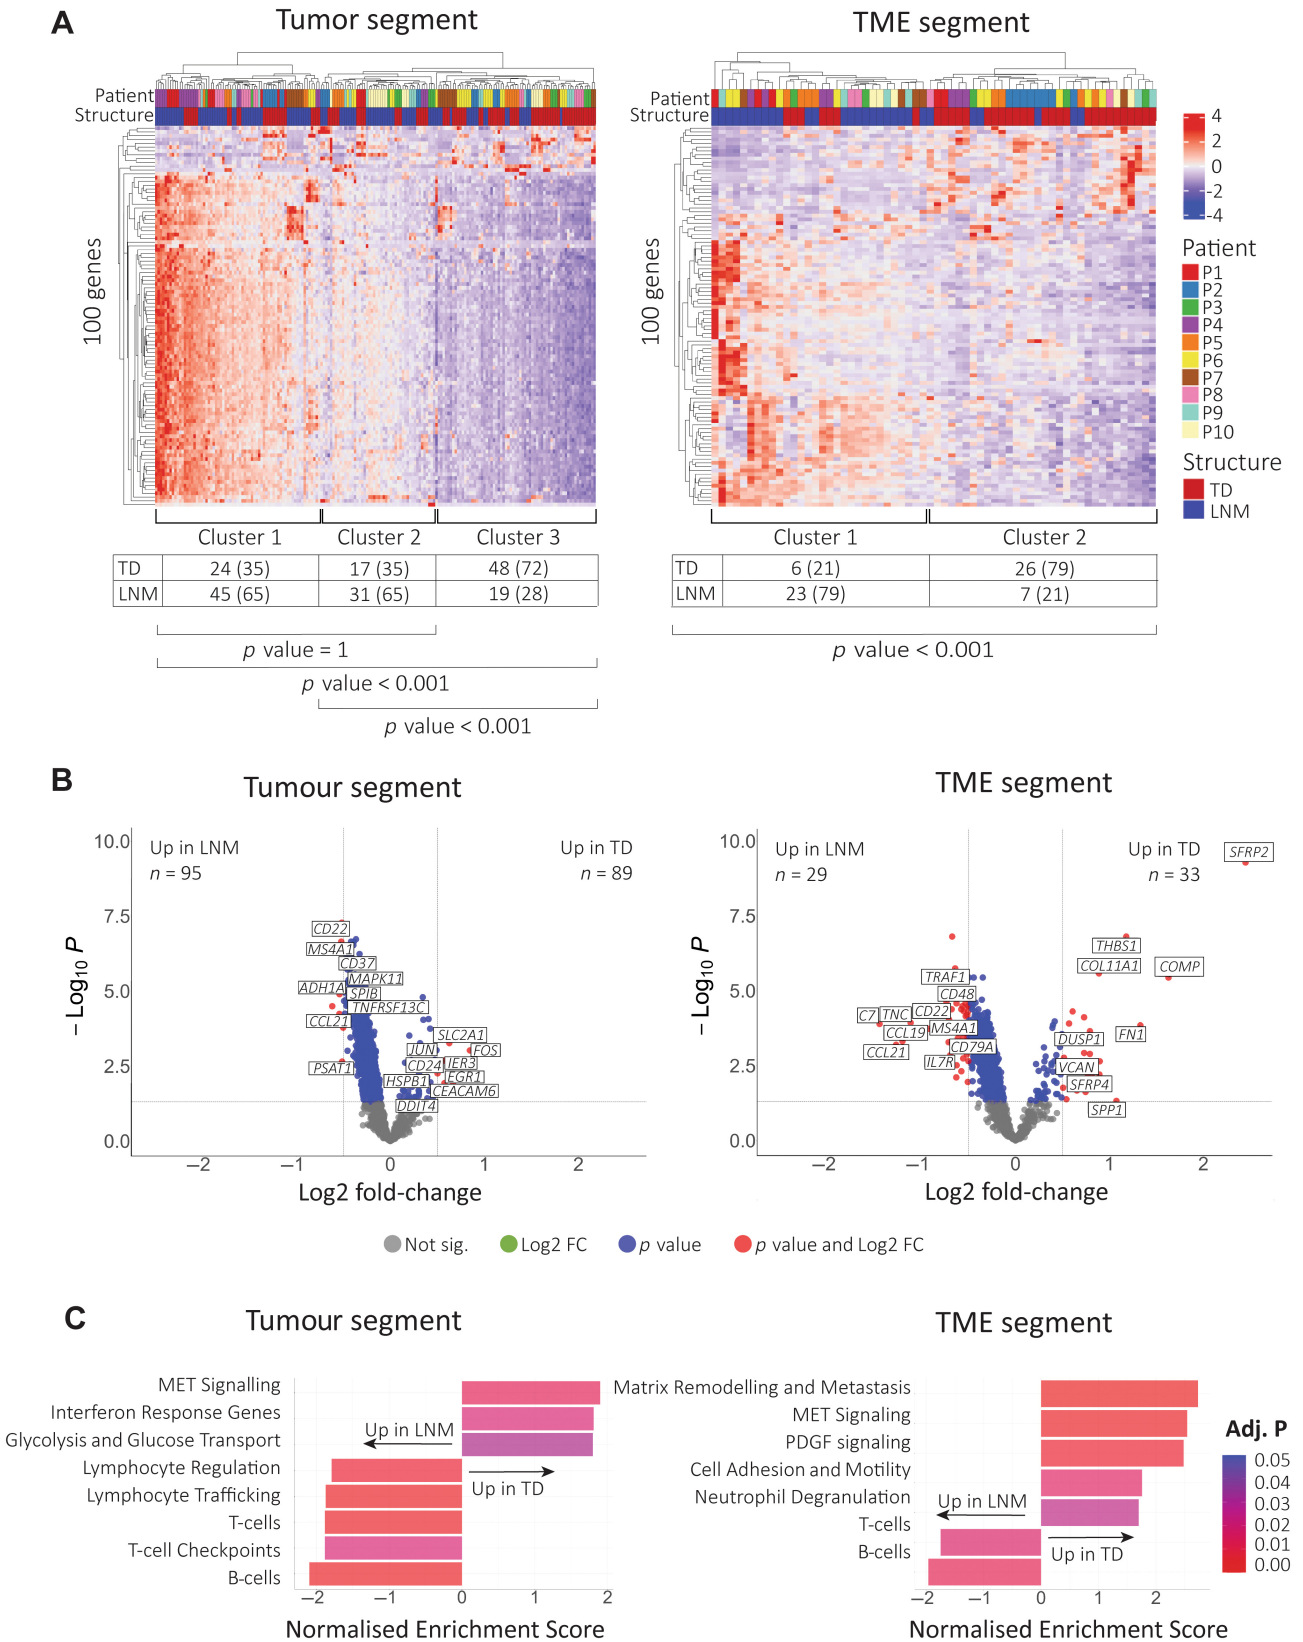 A
Tumor segment
TME segment
Patient
Structure
Patient
Structure
100 genes
100 genes
4
2
0
-2
-4
Patient
P1
P2
P3
P4
P5
P6
P7
P8
P9
P10
Structure
TD
LNM
Cluster 1
Cluster 2
Cluster 3
TD
24 (35)
17 (35)
48 (72)
LNM
45 (65)
31 (65)
19 (28)
p value = 1
p value < 0.001
p value < 0.001
Cluster 1
Cluster 2
TD
6 (21)
26 (79)
LNM
23 (79)
7 (21)
p value < 0.001
B
Tumour segment
Up in LNM
n = 95
Up in TD
n = 89
10.0
7.5
5.0
2.5
0.0
– Log10 P
CD22
MS4A1
CD37
MAPK11
ADH1A
SPIB
TNFRSF13C
CCL21
SLC2A1
JUN
FOS
CD24
IER3
PSAT1
EGR1
HSPB1
CEACAM6
DDIT4
–2
–1
0
1
2
Log2 fold-change
TME segment
Up in LNM
n = 29
Up in TD
n = 33
10.0
7.5
5.0
2.5
0.0
– Log10 P
SFRP2
THBS1
COL11A1
COMP
TRAF1
CD48
C7
TNC
CD22
CCL19
MS4A1
FN1
DUSP1
CCL21
CD79A
IL7R
VCAN
SFRP4
SPP1
–2
–1
0
1
2
Log2 fold-change
Not sig.
Log2 FC
p value
p value and Log2 FC
C
Tumour segment
MET Signalling
Interferon Response Genes
Glycolysis and Glucose Transport
Lymphocyte Regulation
Lymphocyte Trafficking
T-cells
T-cell Checkpoints
B-cells
Up in LNM
Up in TD
–2
–1
0
1
2
Normalised Enrichment Score
TME segment
Matrix Remodelling and Metastasis
MET Signaling
PDGF signaling
Cell Adhesion and Motility
Neutrophil Degranulation
T-cells
B-cells
Up in LNM
Up in TD
–2
–1
0
1
2
Normalised Enrichment Score
Adj. P
0.05
0.04
0.03
0.02
0.01
0.00